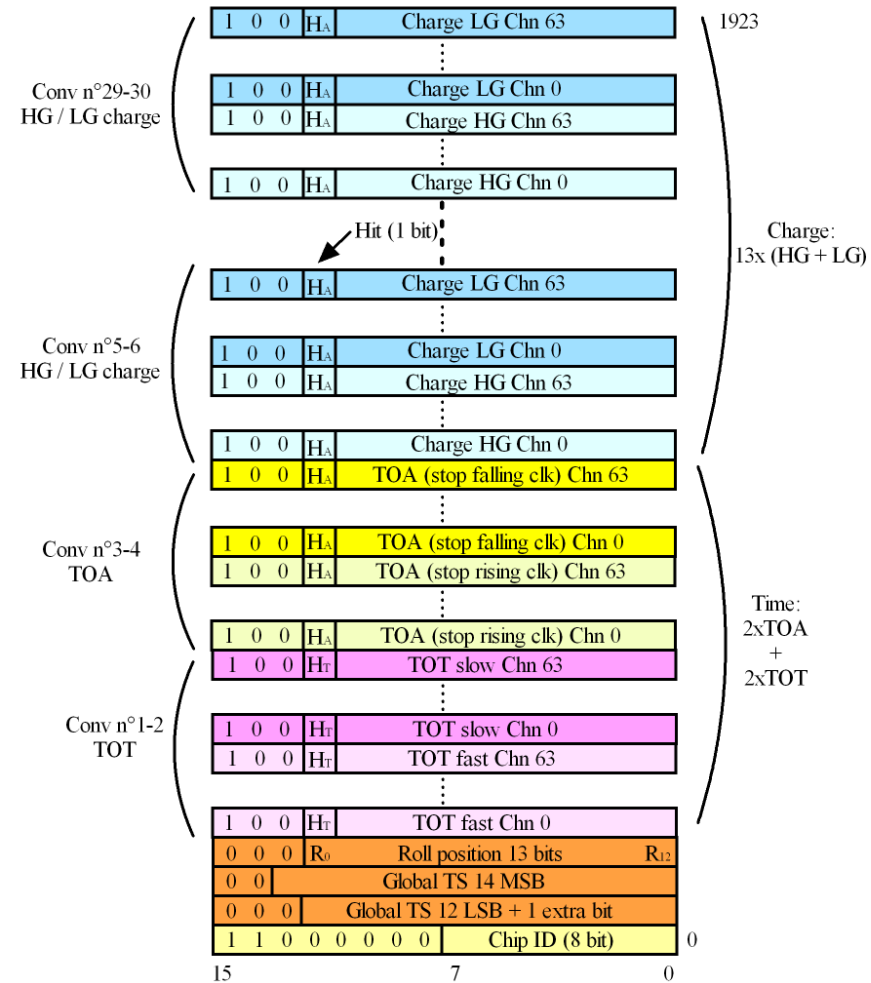 1 0 0 HA Charge LG Chn 63 1923
Conv n°29-30
HG / LG charge
1 0 0 HA Charge LG Chn 0
1 0 0 HA Charge HG Chn 63
1 0 0 HA Charge HG Chn 0
Hit (1 bit)
Charge:
13x (HG + LG)
1 0 0 HA Charge LG Chn 63
Conv n°5-6
HG / LG charge
1 0 0 HA Charge LG Chn 0
1 0 0 HA Charge HG Chn 63
1 0 0 HA Charge HG Chn 0
1 0 0 HA TOA (stop falling clk) Chn 63
Conv n°3-4
TOA
1 0 0 HA TOA (stop falling clk) Chn 0
1 0 0 HA TOA (stop rising clk) Chn 63
Time:
2xTOA
+
2xTOT
1 0 0 HA TOA (stop rising clk) Chn 0
1 0 0 HT TOT slow Chn 63
Conv n°1-2
TOT
1 0 0 HT TOT slow Chn 0
1 0 0 HT TOT fast Chn 63
1 0 0 HT TOT fast Chn 0
0 0 0 R0 Roll position 13 bits R12
0 0 Global TS 14 MSB
0 0 0 Global TS 12 LSB + 1 extra bit
1 1 0 0 0 0 0 0 Chip ID (8 bit) 0
15 7 0